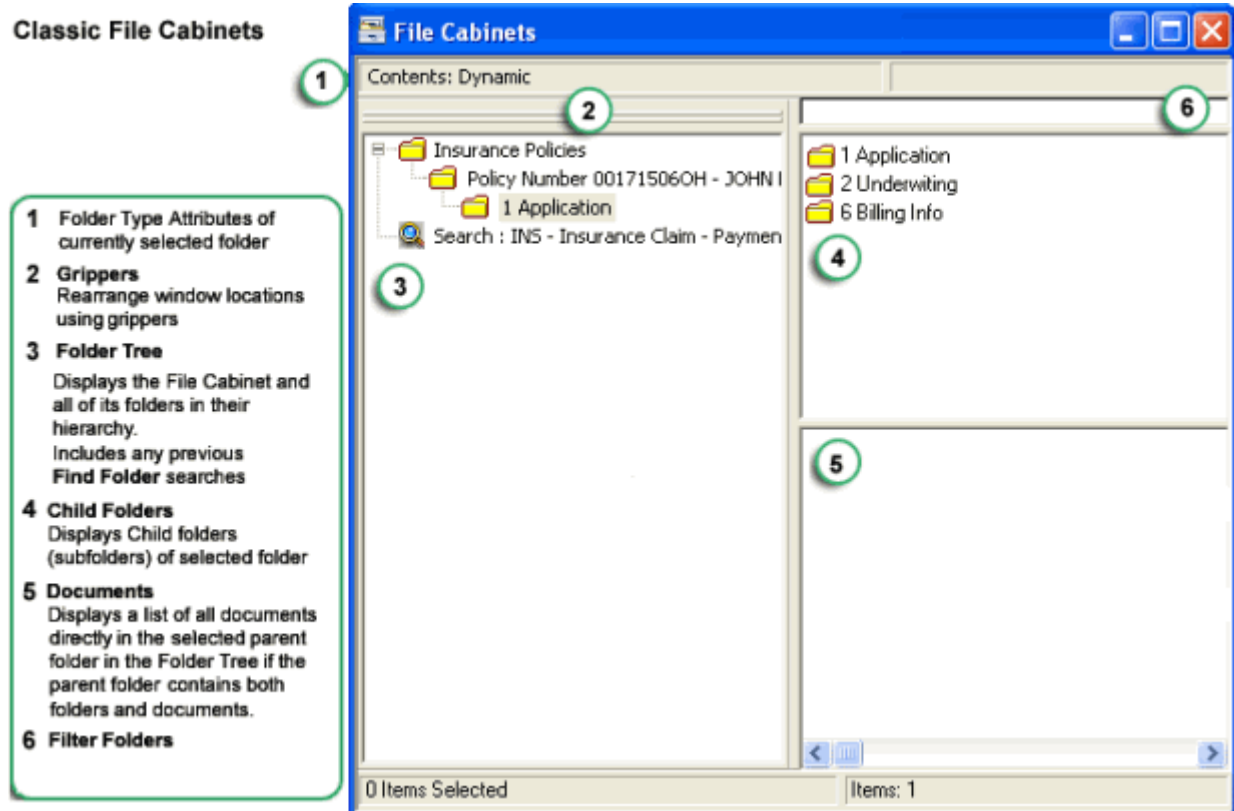 Classic File Cabinets
1 Folder Type Attributes of
currently selected folder
2 Grippers
Rearrange window locations
using grippers
3 Folder Tree
Displays the File Cabinet and
all of its folders in their
hierarchy.
Includes any previous
Find Folder searches
4 Child Folders
Displays Child folders
(subfolders) of selected folder
5 Documents
Displays a list of all documents
directly in the selected parent
folder in the Folder Tree if the
parent folder contains both
folders and documents.
6 Filter Folders
File Cabinets
1
Contents: Dynamic
2
6
Insurance Policies
Policy Number 00171506OH - JOHN
1 Application
Search : INS - Insurance Claim - Paymen
3
1 Application
2 Underwiting
6 Billing Info
4
5
0 Items Selected
Items: 1